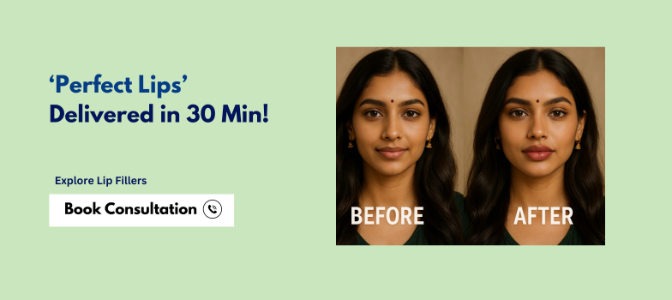 ‘Perfect Lips’
Delivered in 30 Min!
Explore Lip Fillers
Book Consultation
BEFORE
AFTER